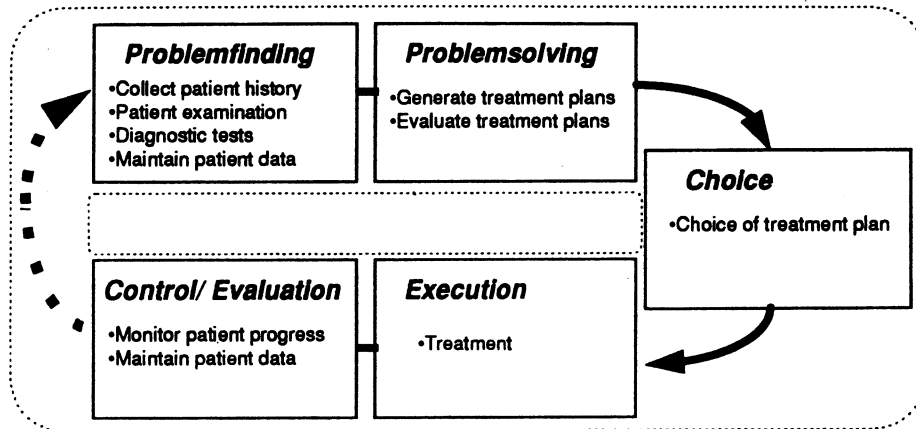 Problemfinding
•Collect patient history
•Patient examination
•Diagnostic tests
•Maintain patient data
Problemsolving
•Generate treatment plans
•Evaluate treatment plans
Choice
•Choice of treatment plan
Execution
•Treatment
Control/ Evaluation
•Monitor patient progress
•Maintain patient data